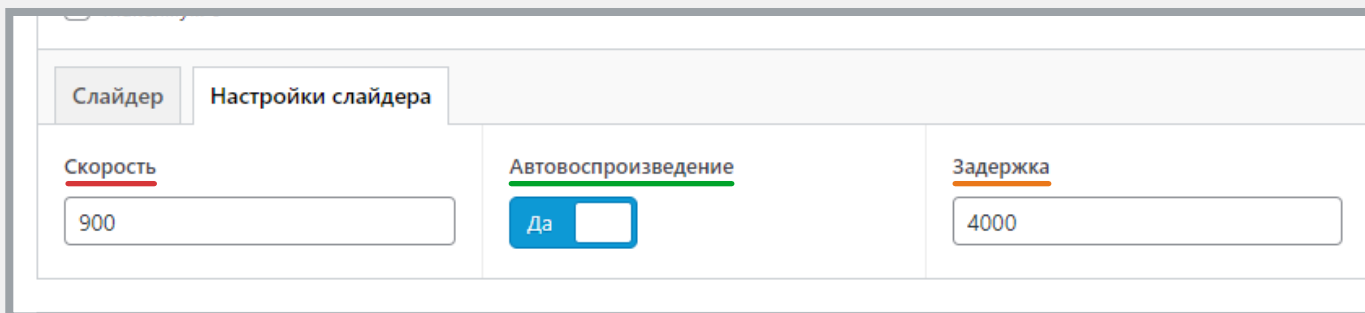 Слайдер Настройки слайдера
Скорость Автовоспроизведение Задержка
900 Да 4000